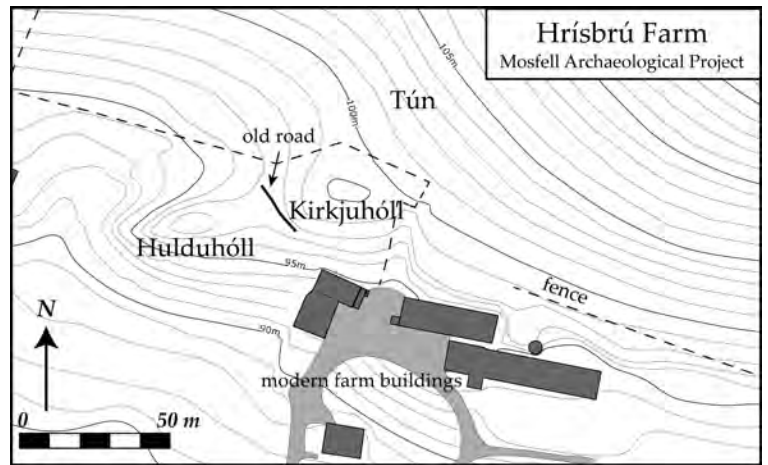 Hrísbrú Farm
Mosfell Archaeological Project
105m
Tún
100m
old road
Kirkjuhóll
Hulduhóll
95m
fence
90m
N
modern farm buildings
0 50 m